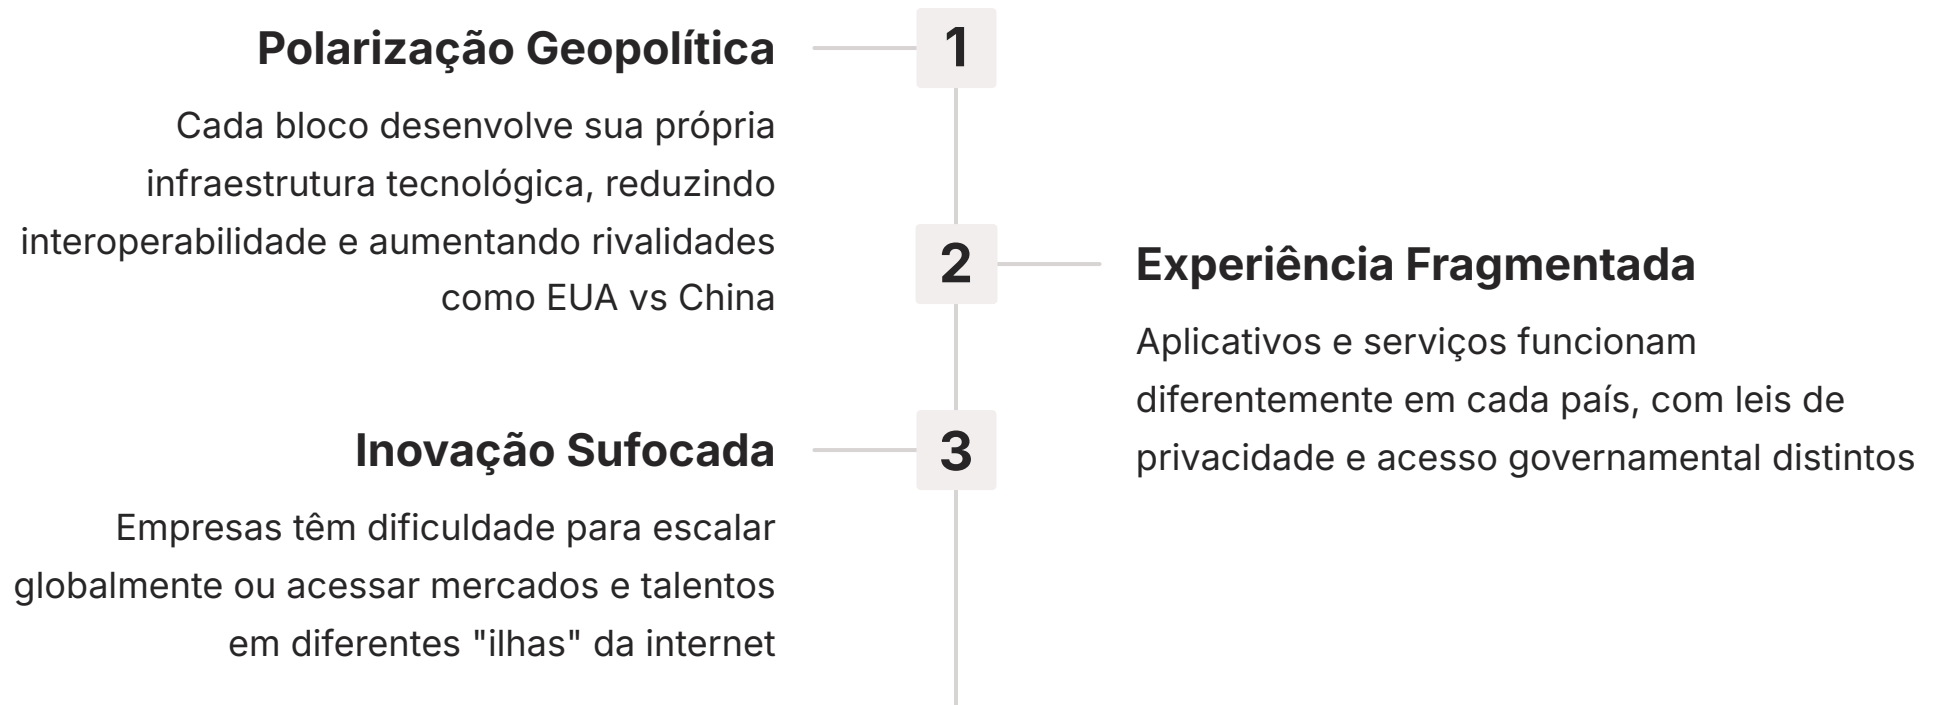 1
Polarização Geopolítica
Cada bloco desenvolve sua própria
infraestrutura tecnológica, reduzindo
interoperabilidade e aumentando rivalidades
como EUA vs China
2
Experiência Fragmentada
Aplicativos e serviços funcionam
diferentemente em cada país, com leis de
privacidade e acesso governamental distintos
3
Inovação Sufocada
Empresas têm dificuldade para escalar
globalmente ou acessar mercados e talentos
em diferentes "ilhas" da internet